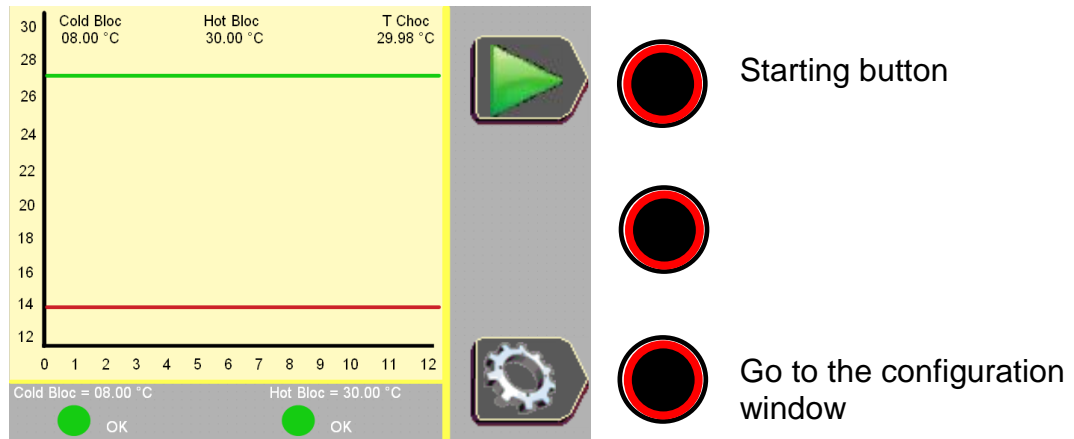 Cold Bloc Hot Bloc T Choc
08.00 °C 30.00 °C 29.98 °C
30
28
26
24
22
20
18
16
14
12
0 1 2 3 4 5 6 7 8 9 10 11 12
Cold Bloc = 08.00 °C Hot Bloc = 30.00 °C
OK OK
Starting button
Go to the configuration
window